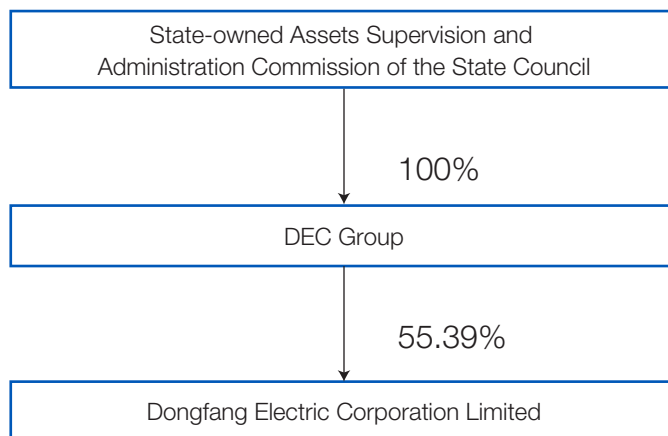 State-owned Assets Supervision and
Administration Commission of the State Council
100%
DEC Group
55.39%
Dongfang Electric Corporation Limited